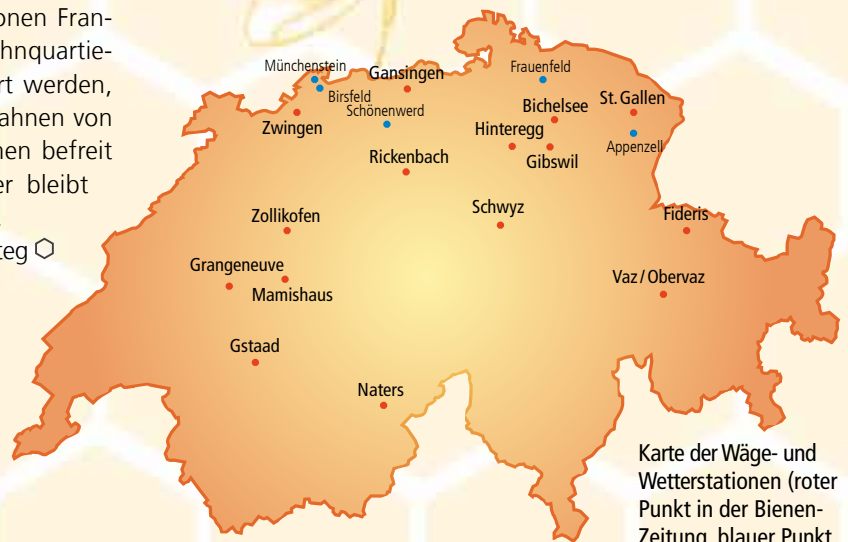 onen Fran-
hnquartie-
rt werden,
ahnen von
nen befreit
er bleibt
teg
Münchenstein
Gansingen
Frauenfeld
Birsfeld
Schönenwerd
Bichelsee
St. Gallen
Zwingen
Hinteregg
Appenzell
Rickenbach
Gibswil
Zollikofen
Schwyz
Fideris
Grangeneuve
Vaz / Obervaz
Mamishaus
Gstaad
Naters
Karte der Wäge- und
Wetterstationen (roter
Punkt in der Bienen-
Zeitung, blauer Punkt